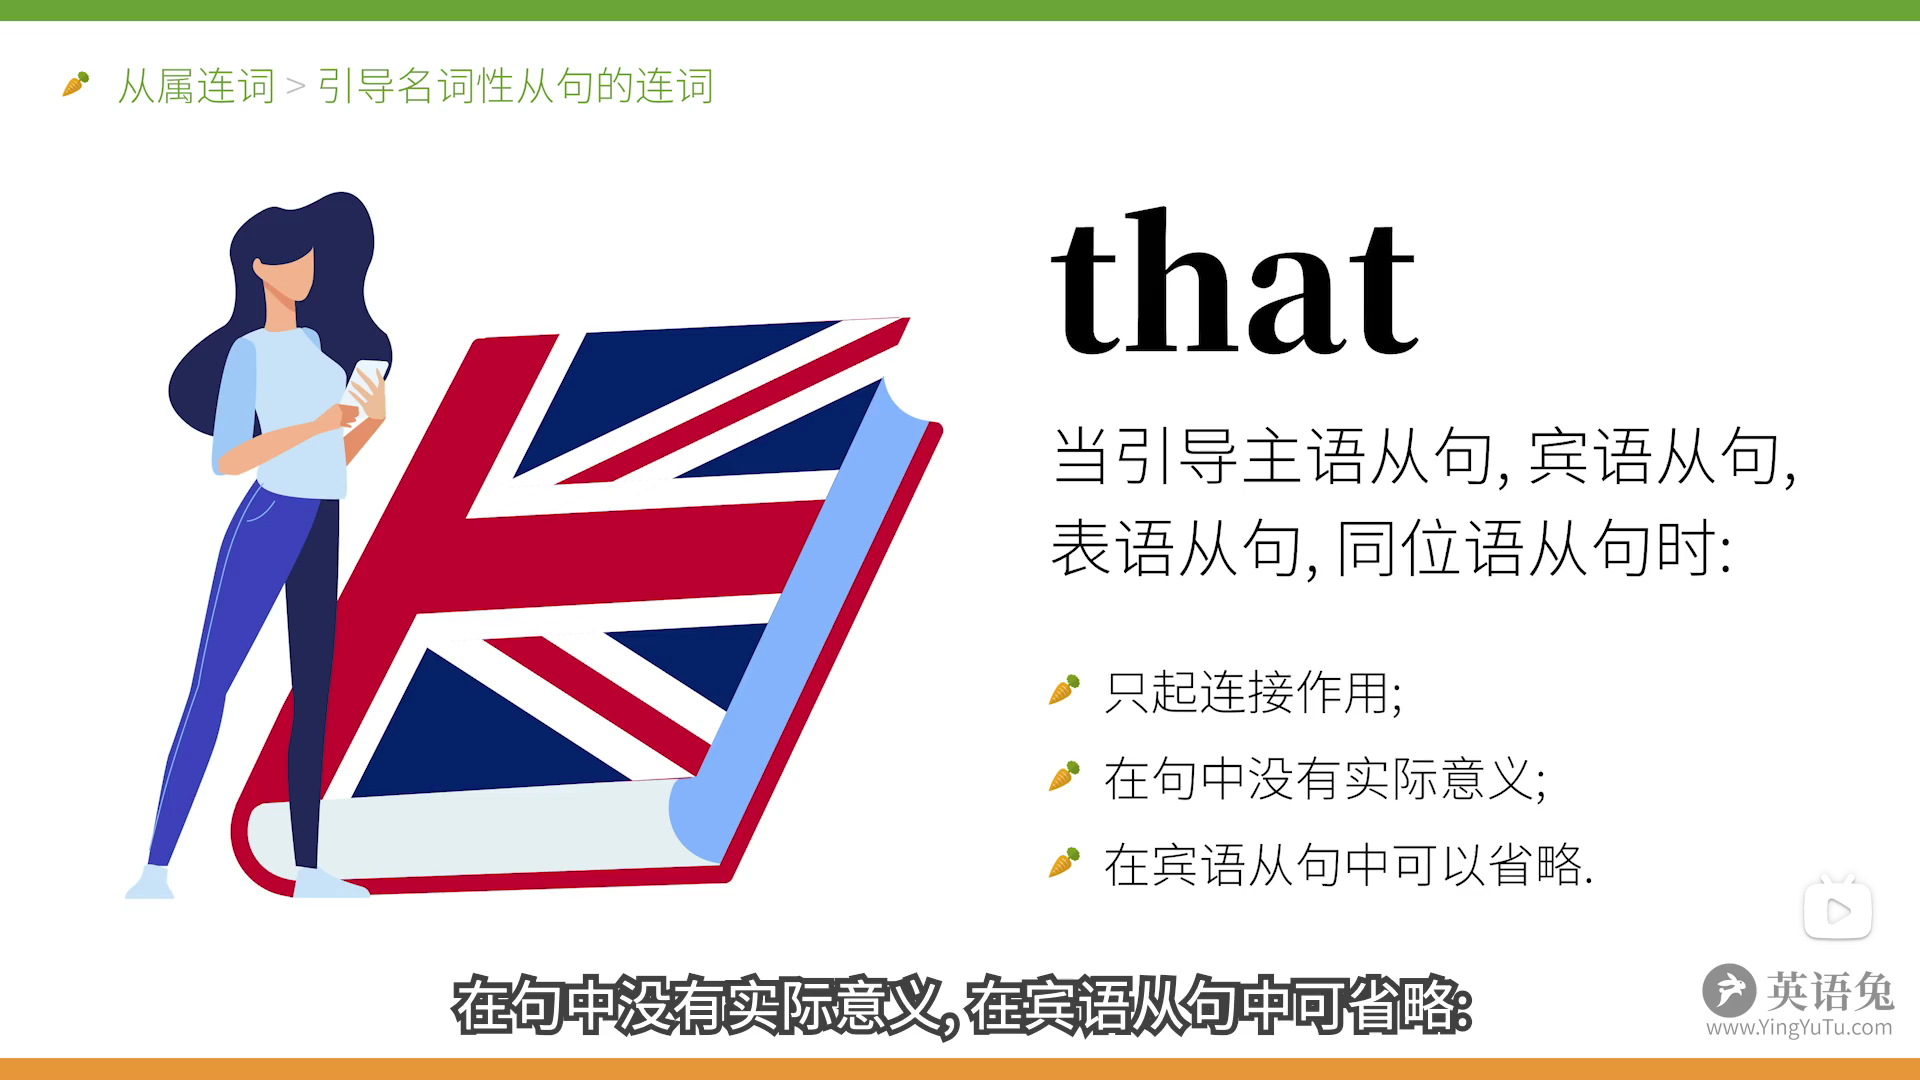 从属连词 > 引导名词性从句的连词
that
当引导主语从句, 宾语从句,
表语从句, 同位语从句时:
只起连接作用;
在句中没有实际意义;
在宾语从句中可以省略.
在句中没有实际意义, 在宾语从句中可省略:
英语兔
www.YingYuTu.com